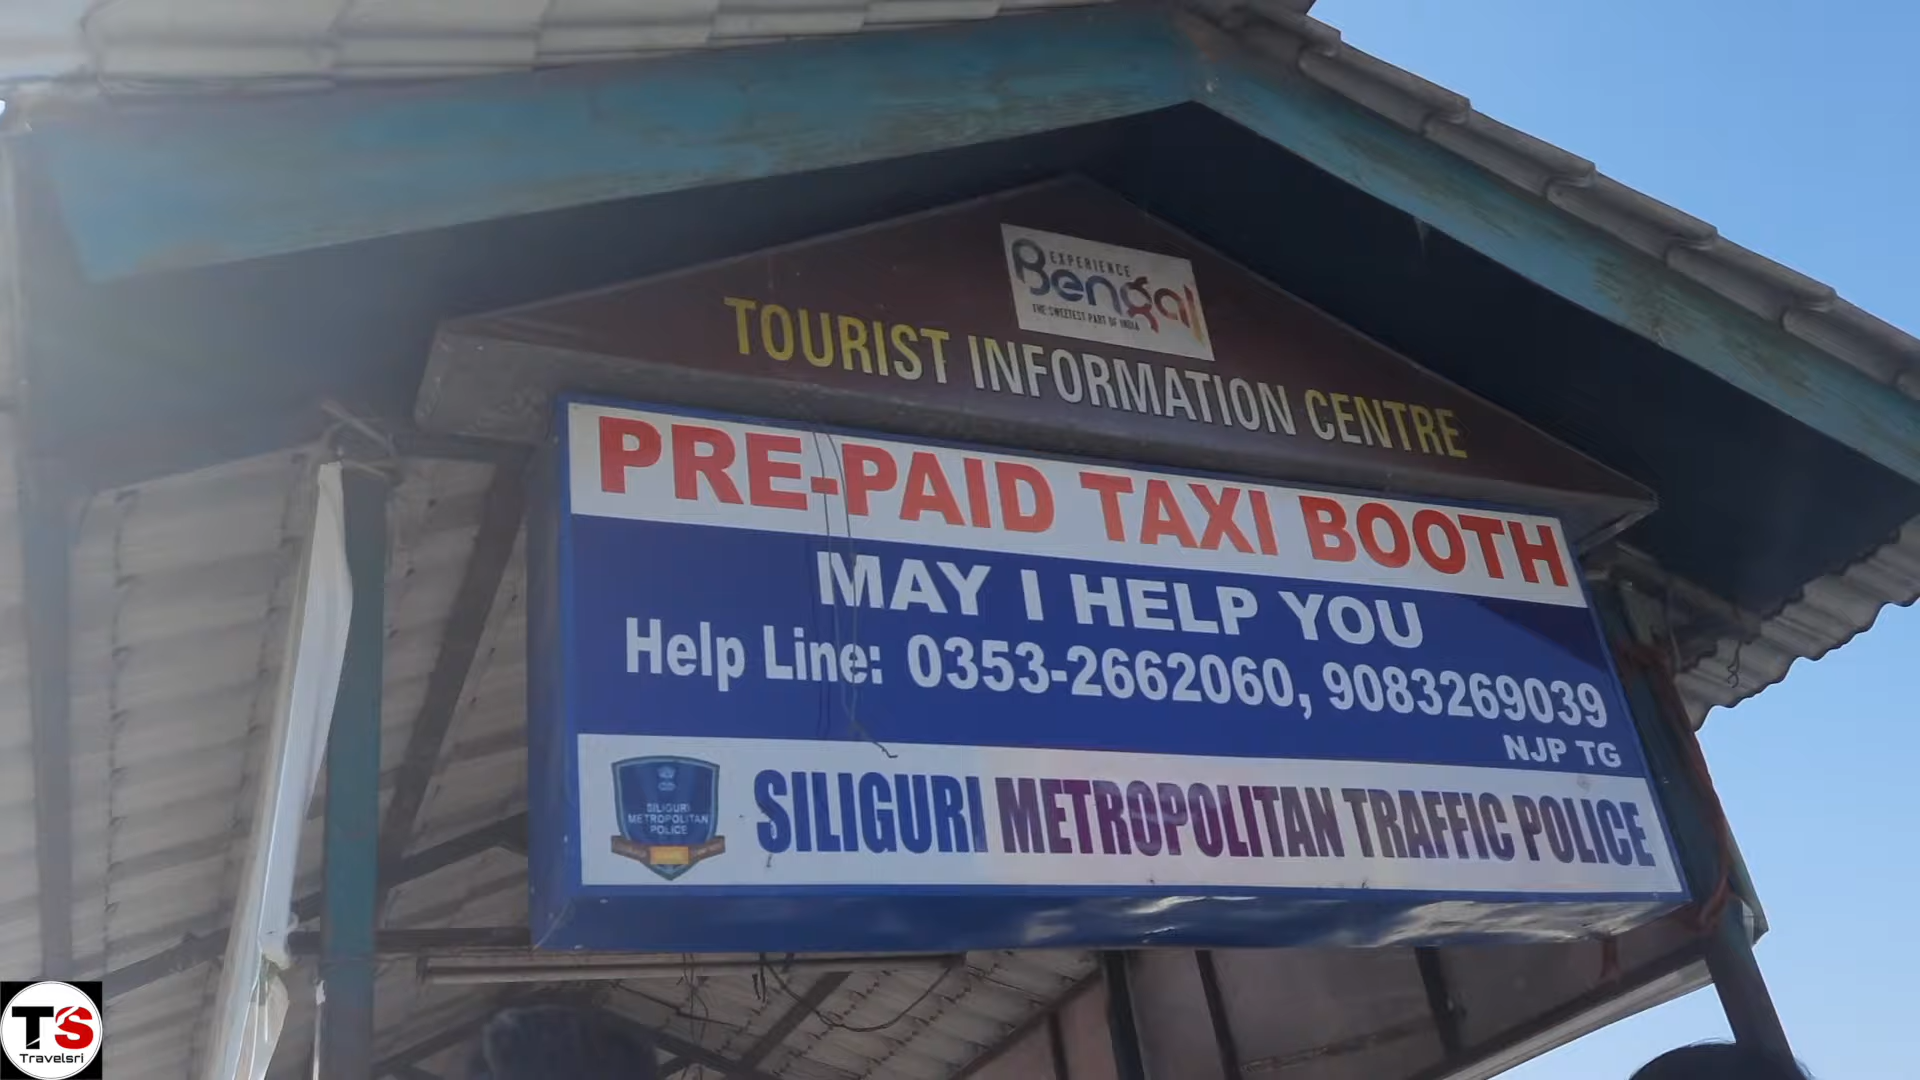 EXPERIENCE
Bengal
THE SWEETEST PART OF INDIA
TOURIST INFORMATION CENTRE
PRE-PAID TAXI BOOTH
MAY I HELP YOU
Help Line: 0353-2662060, 9083269039
NJP TG
SILIGURI
METROPOLITAN
POLICE
SILIGURI METROPOLITAN TRAFFIC POLICE
TS
Travelsri